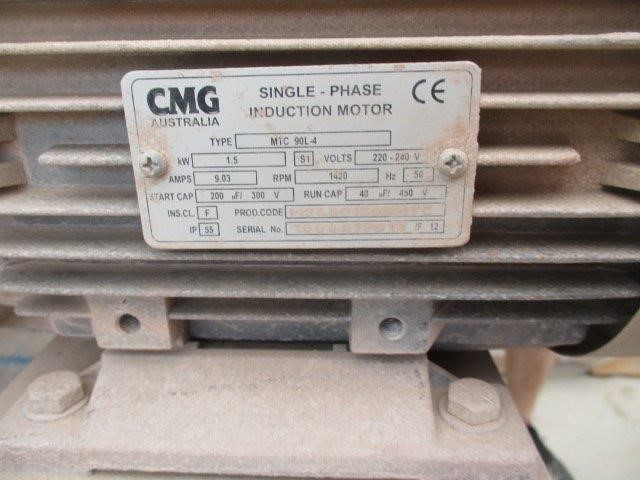 CMG
AUSTRALIA
SINGLE - PHASE
INDUCTION MOTOR
CE
TYPE MTC 90L-4
kW 1.5 S1 VOLTS 220 - 240 V
AMPS 9.03 RPM 1420 Hz 50
START CAP 200 uF/ 300 V RUN CAP 40 uF/ 450 V
INS.CL. F PROD.CODE
IP 55 SERIAL No. /F 12